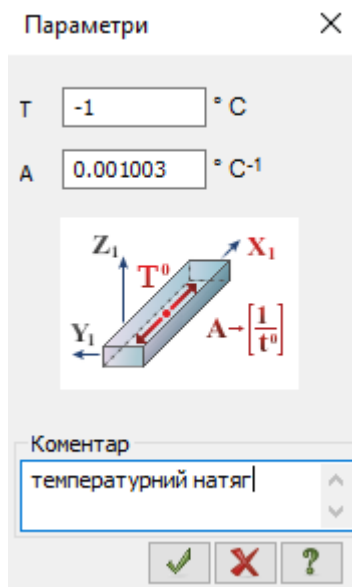 Параметри
T -1 ° C
A 0.001003 ° C-1
Z1 T⁰ X1
Y1 A→[1/t⁰]
Коментар
температурний натяг
?